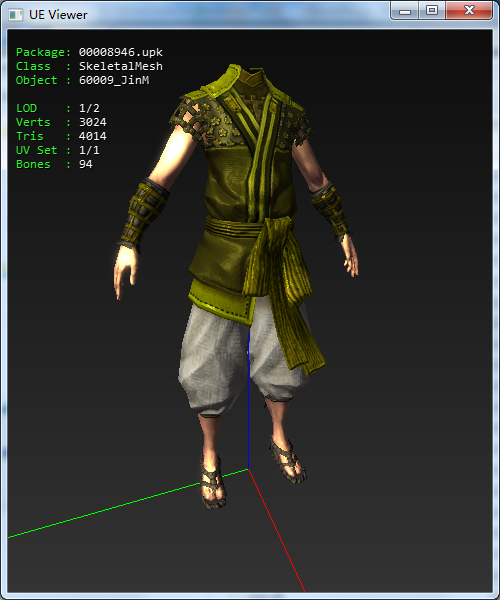 UE Viewer
Package: 00008946.upk
Class : SkeletalMesh
Object : 60009_JinM
LOD : 1/2
Verts : 3024
Tris : 4014
UV Set : 1/1
Bones : 94